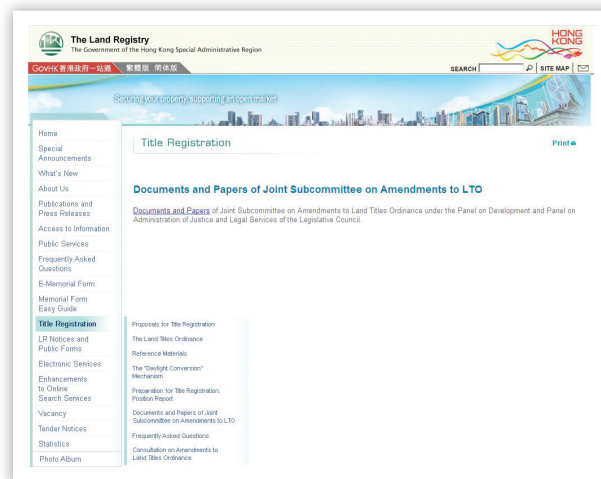 The Land Registry
The Government of the Hong Kong Special Administrative Region
HONG
KONG
GOVHK香港政府一站通 繁體版 简体版
SEARCH SITE MAP
Securing your property, supporting an open market
Home
Special
Announcements
What's New
About Us
Publications and
Press Releases
Access to Information
Public Services
Frequently Asked
Questions
E-Memorial Form
Memorial Form
Easy Guide
Title Registration
LR Notices and
Public Forms
Electronic Services
Enhancements
to Online
Search Services
Vacancy
Tender Notices
Statistics
Photo Album
Title Registration
Print
Documents and Papers of Joint Subcommittee on Amendments to LTO
Documents and Papers of Joint Subcommittee on Amendments to Land Titles Ordinance under the Panel on Development and Panel on
Administration of Justice and Legal Services of the Legislative Council.
Proposals for Title Registration
The Land Titles Ordinance
Reference Materials
The "Daylight Conversion"
Mechanism
Preparation for Title Registration:
Position Report
Documents and Papers of Joint
Subcommittee on Amendments to LTO
Frequently Asked Questions
Consultation on Amendments to
Land Titles Ordinance